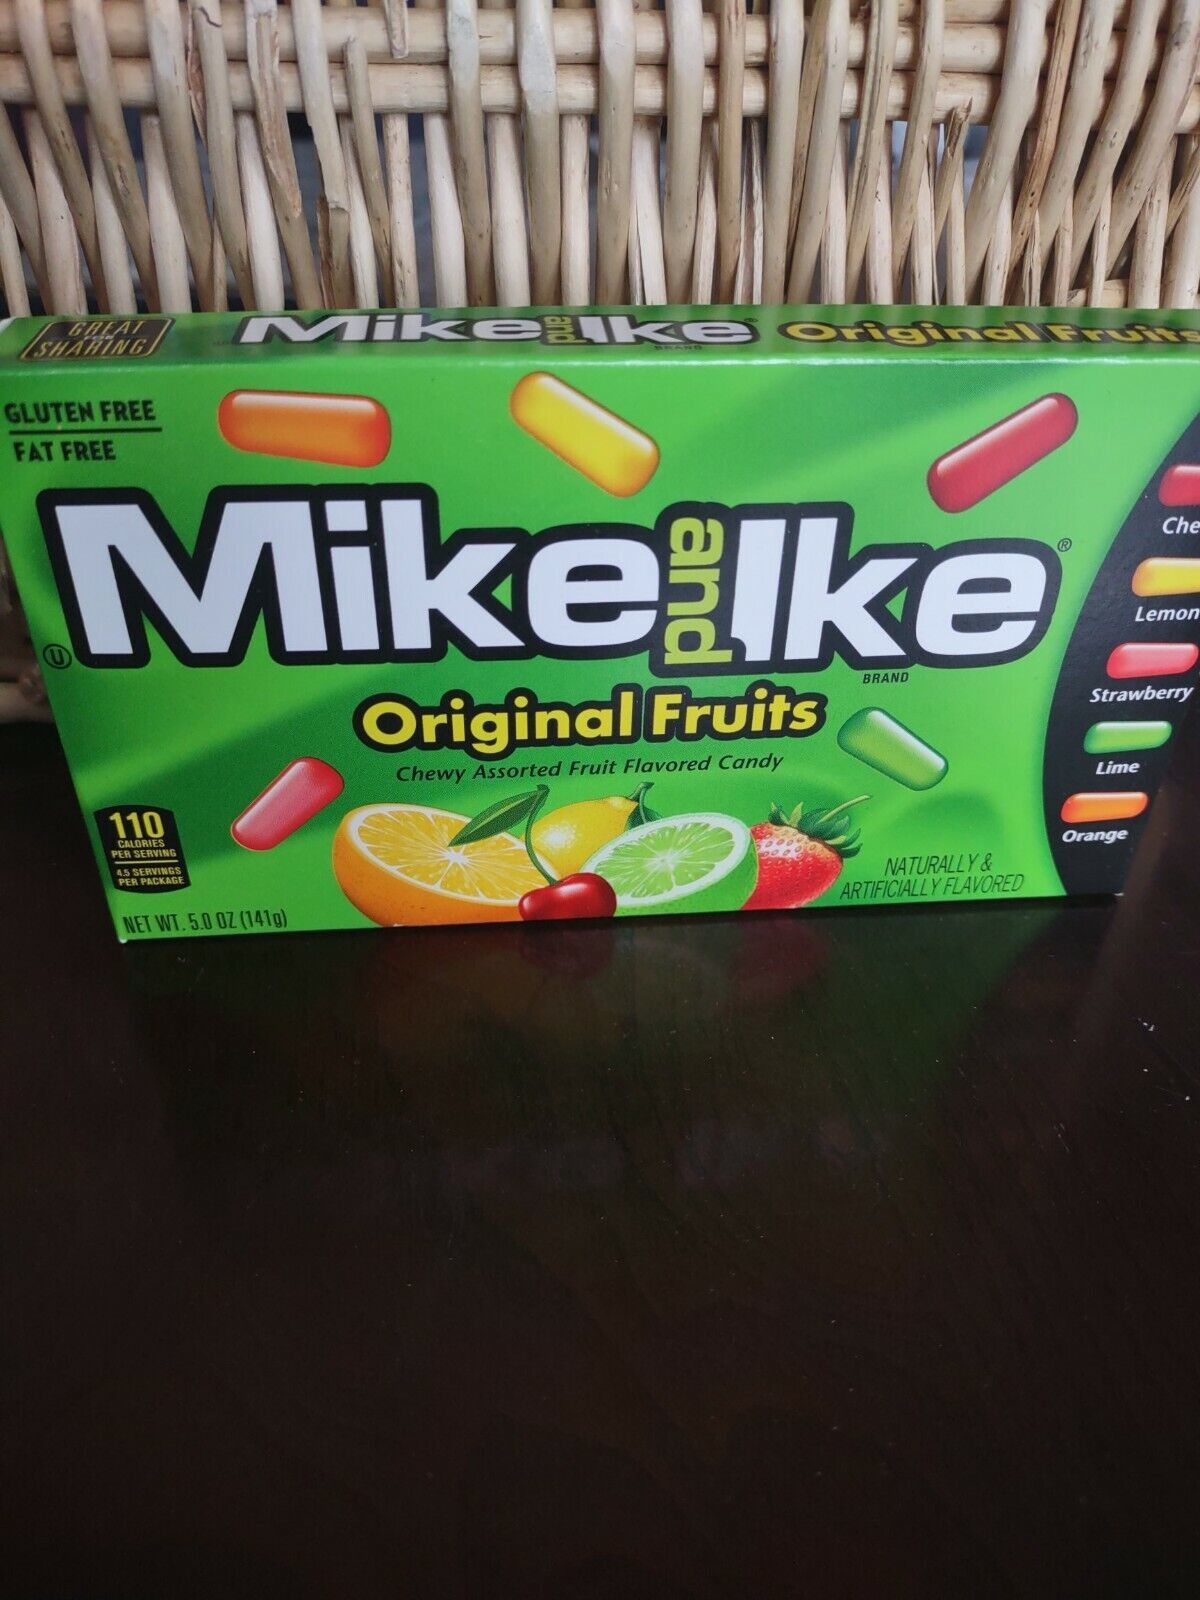 GREAT
FOR
SHARING
Mike and Ike®
BRAND
Original Fruits
GLUTEN FREE
FAT FREE
Mike and Ike®
BRAND
U
Original Fruits
Chewy Assorted Fruit Flavored Candy
110
CALORIES
PER SERVING
4.5 SERVINGS
PER PACKAGE
NET WT. 5.0 OZ (141g)
NATURALLY &
ARTIFICIALLY FLAVORED
Che
Lemon
Strawberry
Lime
Orange